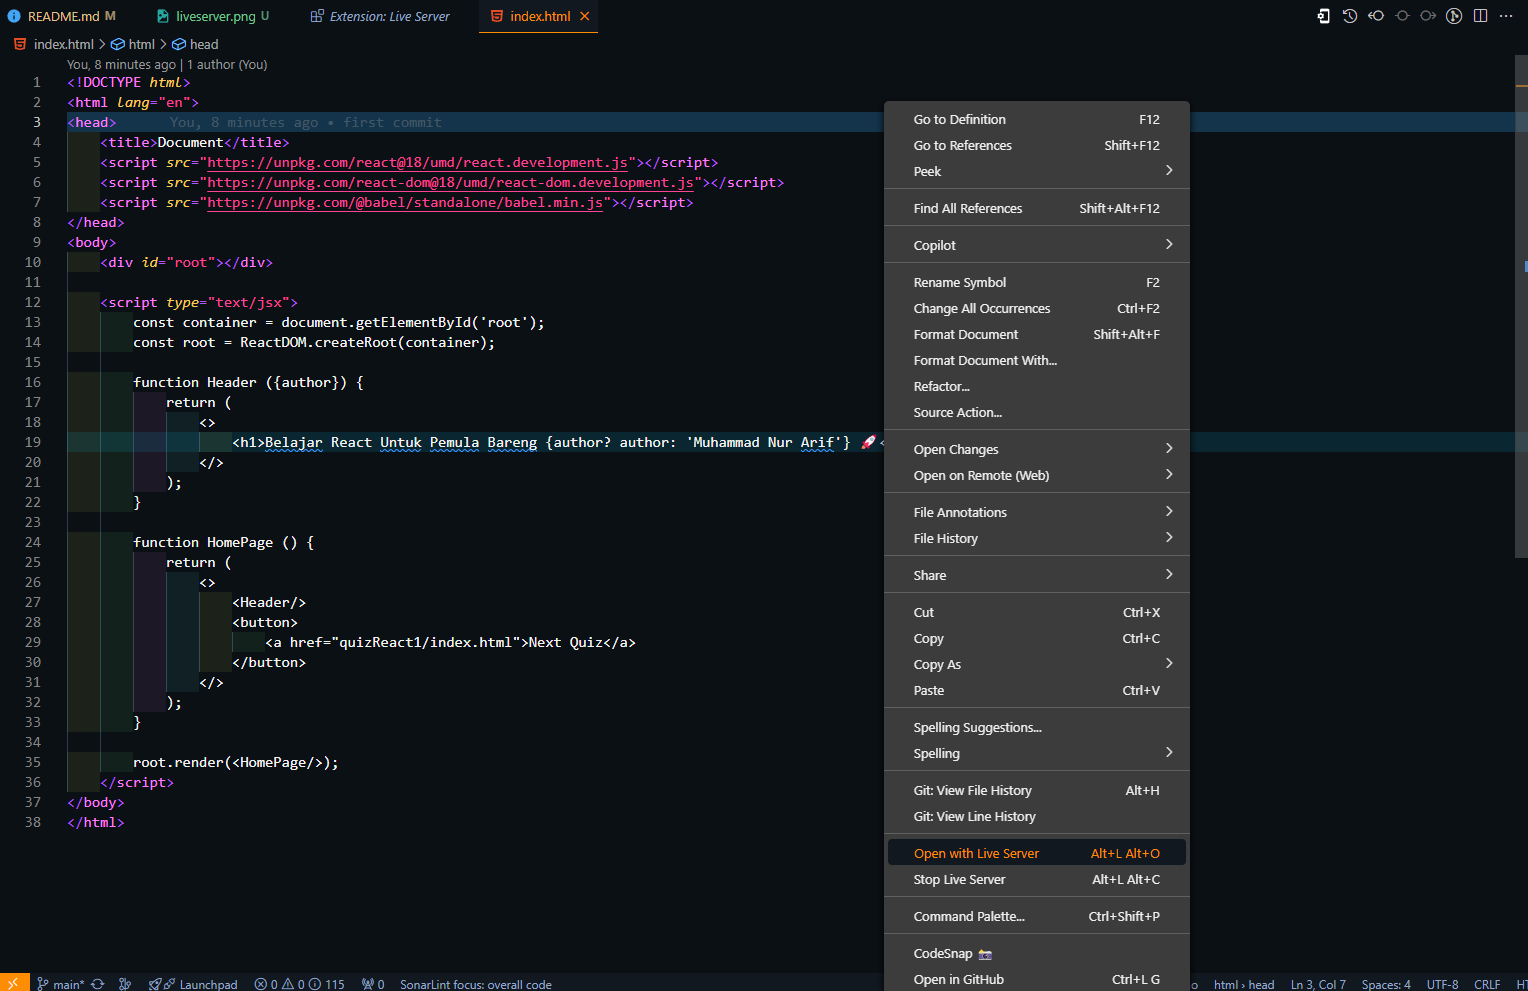 README.md M
liveserver.png U
Extension: Live Server
index.html
index.html > html > head
You, 8 minutes ago | 1 author (You)
1 <!DOCTYPE html>
2 <html lang="en">
3 <head> You, 8 minutes ago • first commit
4 <title>Document</title>
5 <script src="https://unpkg.com/react@18/umd/react.development.js"></script>
6 <script src="https://unpkg.com/react-dom@18/umd/react-dom.development.js"></script>
7 <script src="https://unpkg.com/@babel/standalone/babel.min.js"></script>
8 </head>
9 <body>
10 <div id="root"></div>
11
12 <script type="text/jsx">
13 const container = document.getElementById('root');
14 const root = ReactDOM.createRoot(container);
15
16 function Header ({author}) {
17 return (
18 <>
19 <h1>Belajar React Untuk Pemula Bareng {author? author: 'Muhammad Nur Arif'} 🚀<
20 </>
21 );
22 }
23
24 function HomePage () {
25 return (
26 <>
27 <Header/>
28 <button>
29 <a href="quizReact1/index.html">Next Quiz</a>
30 </button>
31 </>
32 );
33 }
34
35 root.render(<HomePage/>);
36 </script>
37 </body>
38 </html>
Go to Definition F12
Go to References Shift+F12
Peek >
Find All References Shift+Alt+F12
Copilot >
Rename Symbol F2
Change All Occurrences Ctrl+F2
Format Document Shift+Alt+F
Format Document With...
Refactor...
Source Action...
Open Changes >
Open on Remote (Web) >
File Annotations >
File History >
Share >
Cut Ctrl+X
Copy Ctrl+C
Copy As >
Paste Ctrl+V
Spelling Suggestions...
Spelling >
Git: View File History Alt+H
Git: View Line History
Open with Live Server Alt+L Alt+O
Stop Live Server Alt+L Alt+C
Command Palette... Ctrl+Shift+P
CodeSnap 📸
Open in GitHub Ctrl+L G
main* Launchpad 0 0 115 0 SonarLint focus: overall code o html › head Ln 3, Col 7 Spaces: 4 UTF-8 CRLF